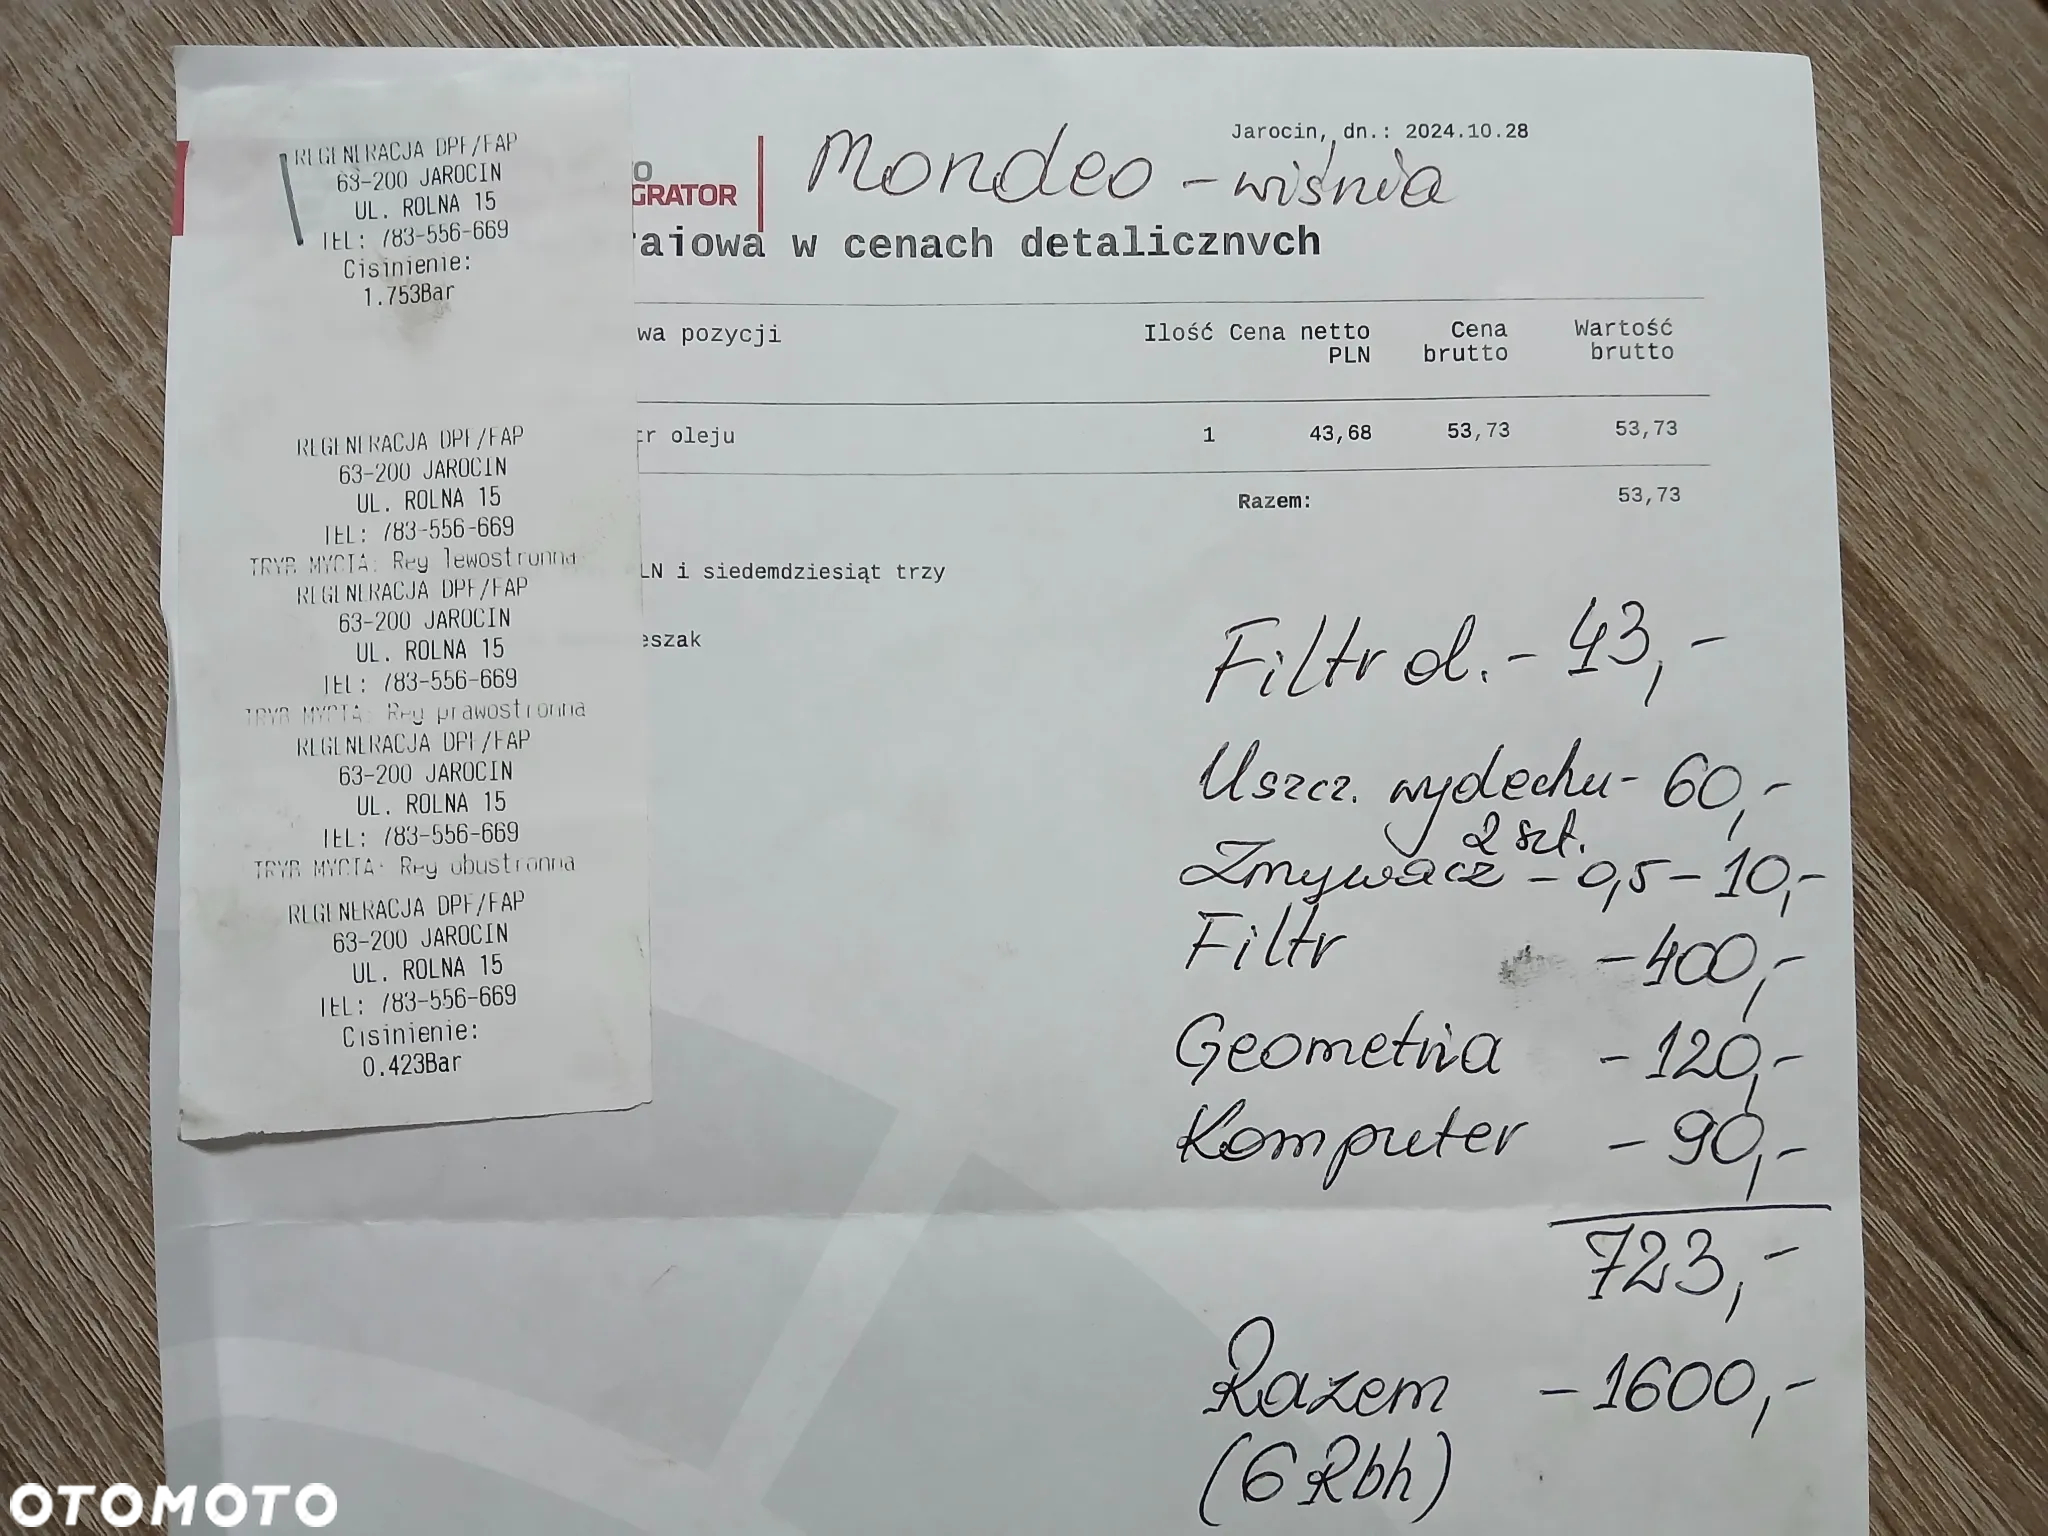 REGENERACJA DPF/FAP
63-200 JAROCIN
UL. ROLNA 15
TEL: 783-556-669
Cisinienie:
1.753Bar
REGENERACJA DPF/FAP
63-200 JAROCIN
UL. ROLNA 15
TEL: 783-556-669
TRYB MYCIA: Reg lewostronna
REGENERACJA DPF/FAP
63-200 JAROCIN
UL. ROLNA 15
TEL: 783-556-669
TRYB MYCIA: Reg prawostronna
REGENERACJA DPF/FAP
63-200 JAROCIN
UL. ROLNA 15
TEL: 783-556-669
TRYB MYCIA: Reg obustronna
REGENERACJA DPF/FAP
63-200 JAROCIN
UL. ROLNA 15
TEL: 783-556-669
Cisinienie:
0.423Bar
Jarocin, dn.: 2024.10.28
O
GRATOR
Mondeo - wiśnia
w cenach detalicznych
wa pozycji Ilość Cena netto Cena Wartość
PLN brutto brutto
tr oleju 1 43,68 53,73 53,73
Razem: 53,73
LN i siedemdziesiąt trzy
eszak
Filtr ol. - 43,-
Uszcz. wydechu - 60,-
2 szt.
Zmywacz - 0,5 - 10,-
Filtr - 400,-
Geometria - 120,-
Komputer - 90,-
723,-
Razem - 1600,-
(6 Rbh)
OTOMOTO